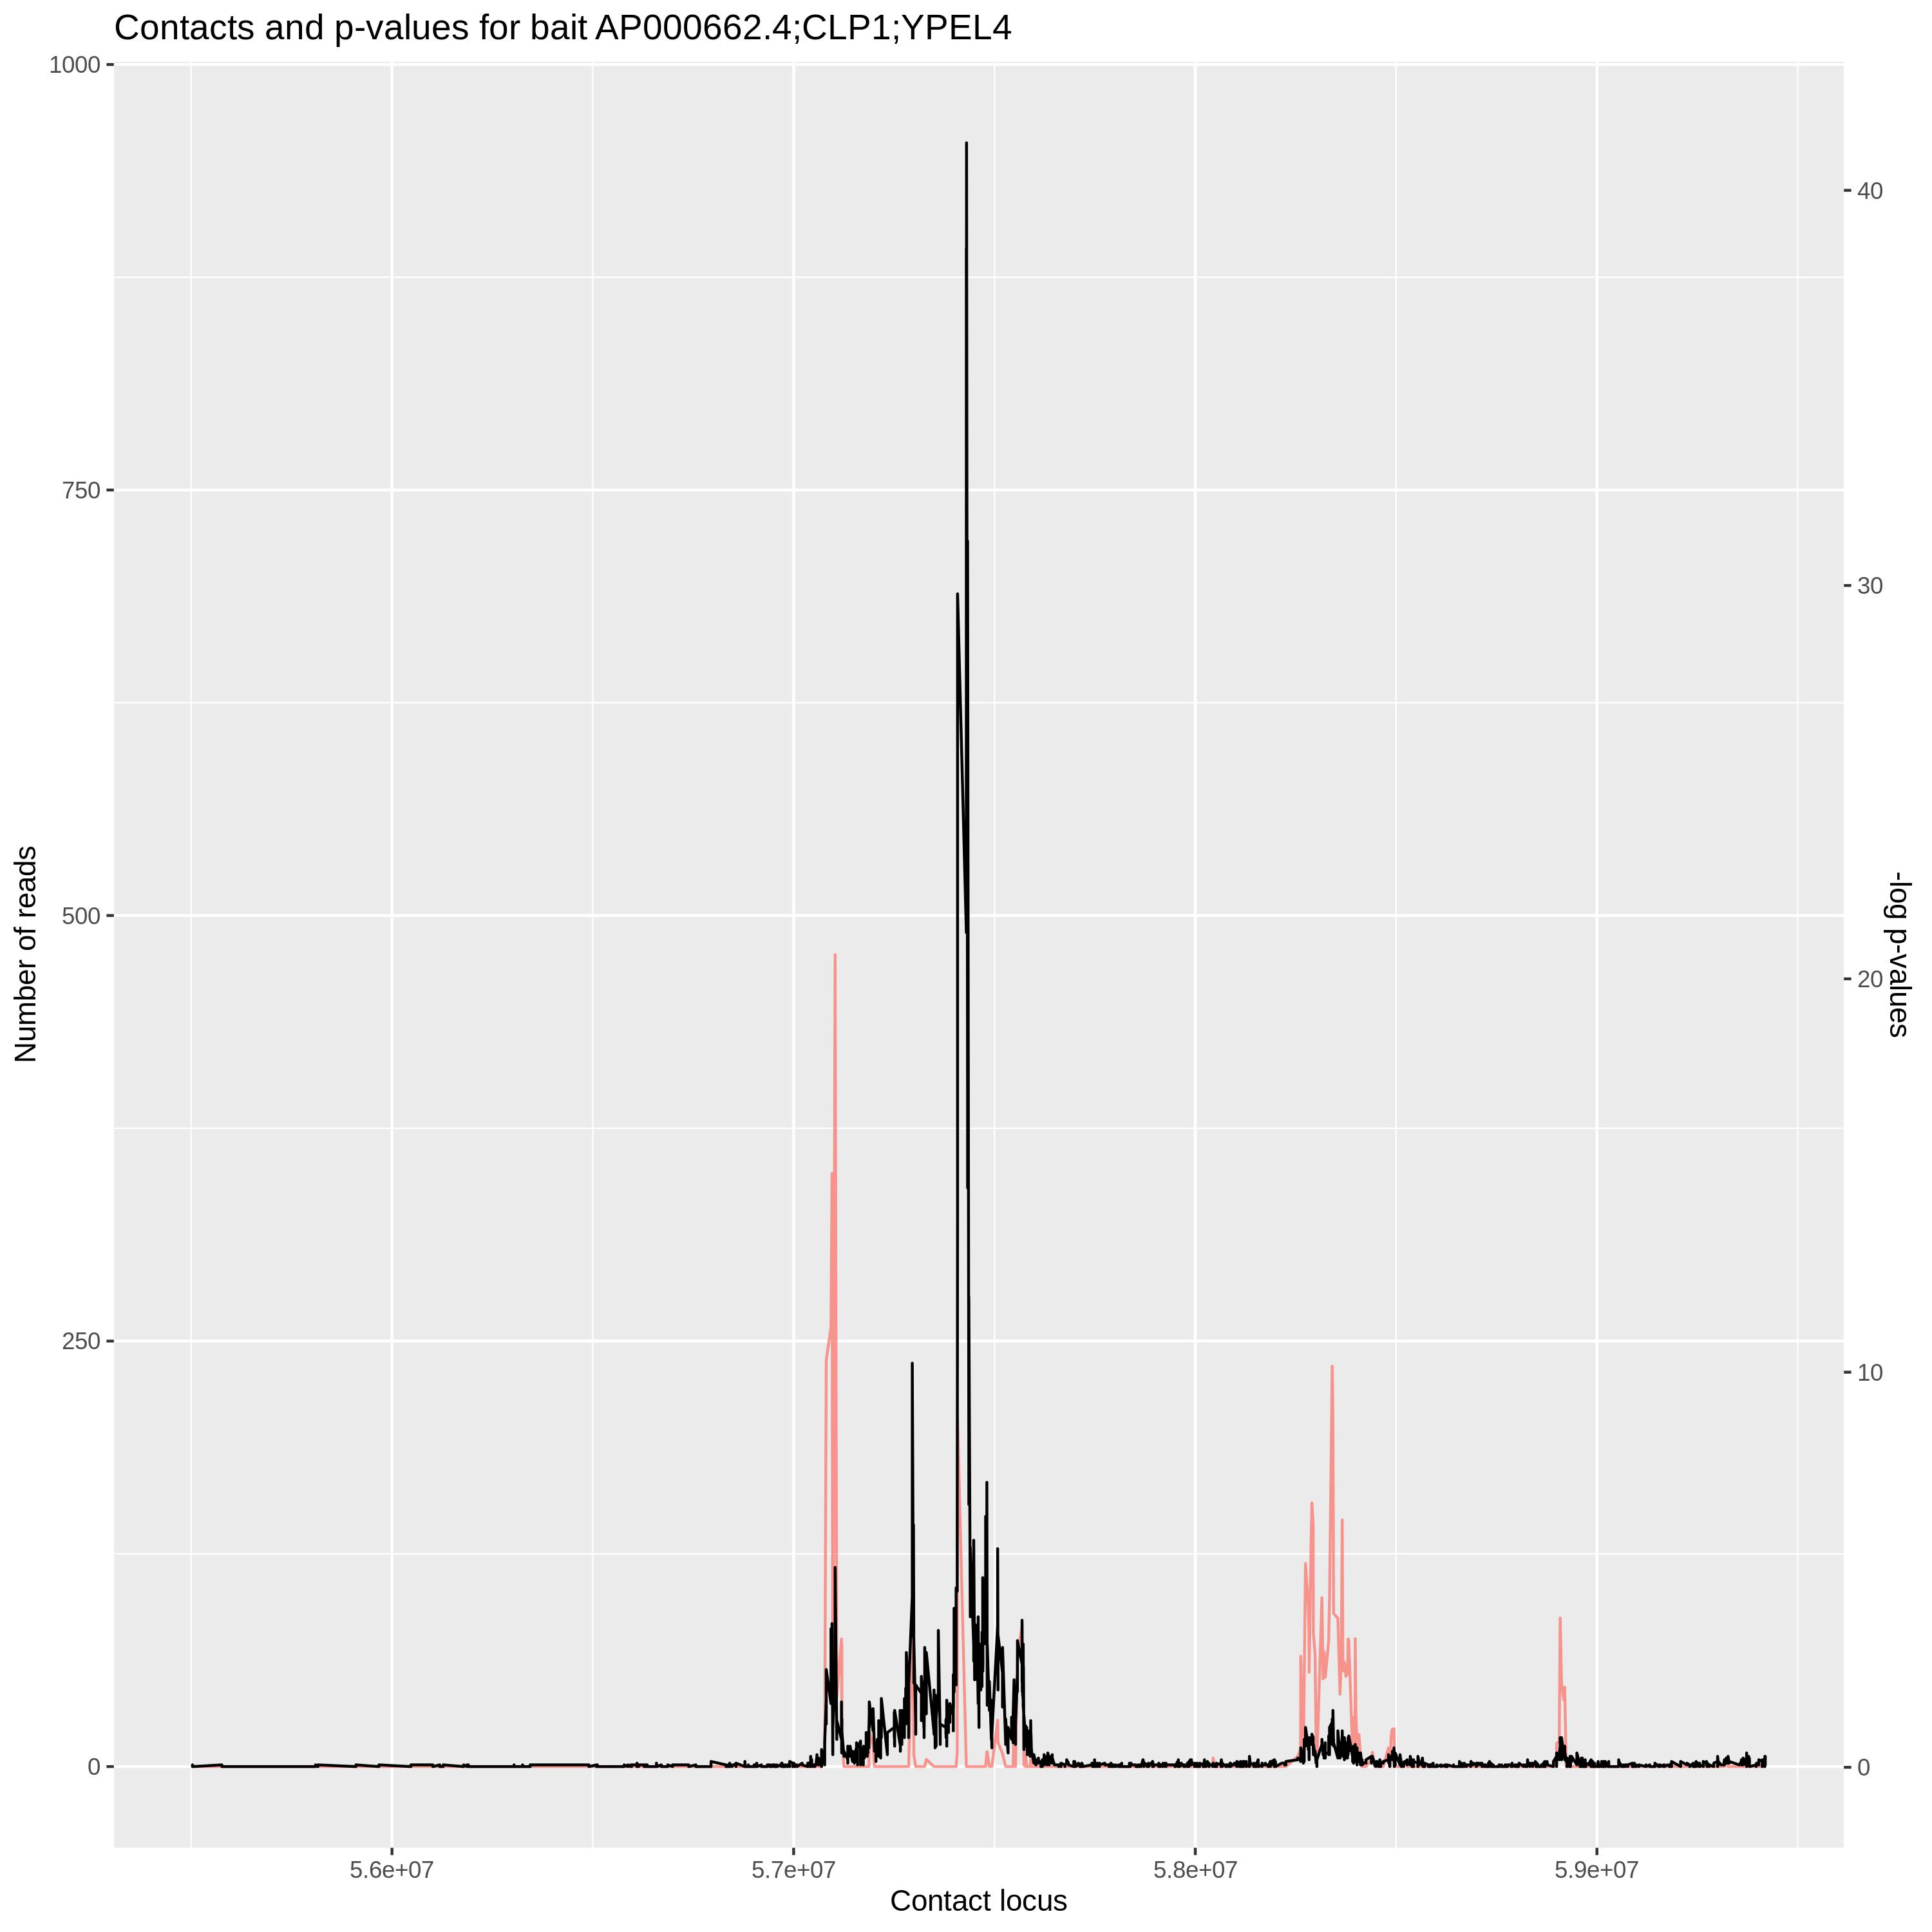 Contacts and p-values for bait AP000662.4;CLP1;YPEL4
1000
750
500
250
0
Number of reads
40
30
20
10
0
-log p-values
5.6e+07
5.7e+07
5.8e+07
5.9e+07
Contact locus